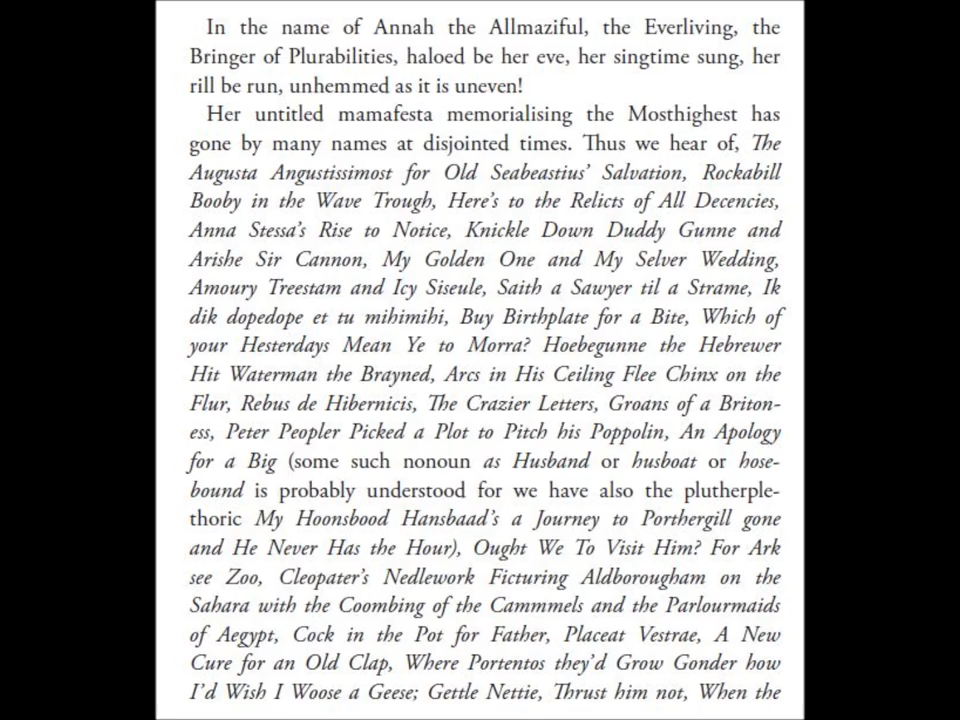 In the name of Annah the Allmaziful, the Everliving, the
Bringer of Plurabilities, haloed be her eve, her singtime sung, her
rill be run, unhemmed as it is uneven!
Her untitled mamafesta memorialising the Mosthighest has
gone by many names at disjointed times. Thus we hear of, The
Augusta Angustissimost for Old Seabeastius’ Salvation, Rockabill
Booby in the Wave Trough, Here’s to the Relicts of All Decencies,
Anna Stessa’s Rise to Notice, Knickle Down Duddy Gunne and
Arishe Sir Cannon, My Golden One and My Selver Wedding,
Amoury Treestam and Icy Siseule, Saith a Sawyer til a Strame, Ik
dik dopedope et tu mihimihi, Buy Birthplate for a Bite, Which of
your Hesterdays Mean Ye to Morra? Hoebegunne the Hebrewer
Hit Waterman the Brayned, Arcs in His Ceiling Flee Chinx on the
Flur, Rebus de Hibernicis, The Crazier Letters, Groans of a Briton-
ess, Peter Peopler Picked a Plot to Pitch his Poppolin, An Apology
for a Big (some such nonoun as Husband or husboat or hose-
bound is probably understood for we have also the plutherple-
thoric My Hoonsbood Hansbaad’s a Journey to Porthergill gone
and He Never Has the Hour), Ought We To Visit Him? For Ark
see Zoo, Cleopater’s Nedlework Ficturing Aldborougham on the
Sahara with the Coombing of the Cammmels and the Parlourmaids
of Aegypt, Cock in the Pot for Father, Placeat Vestrae, A New
Cure for an Old Clap, Where Portentos they’d Grow Gonder how
I’d Wish I Woose a Geese; Gettle Nettie, Thrust him not, When the